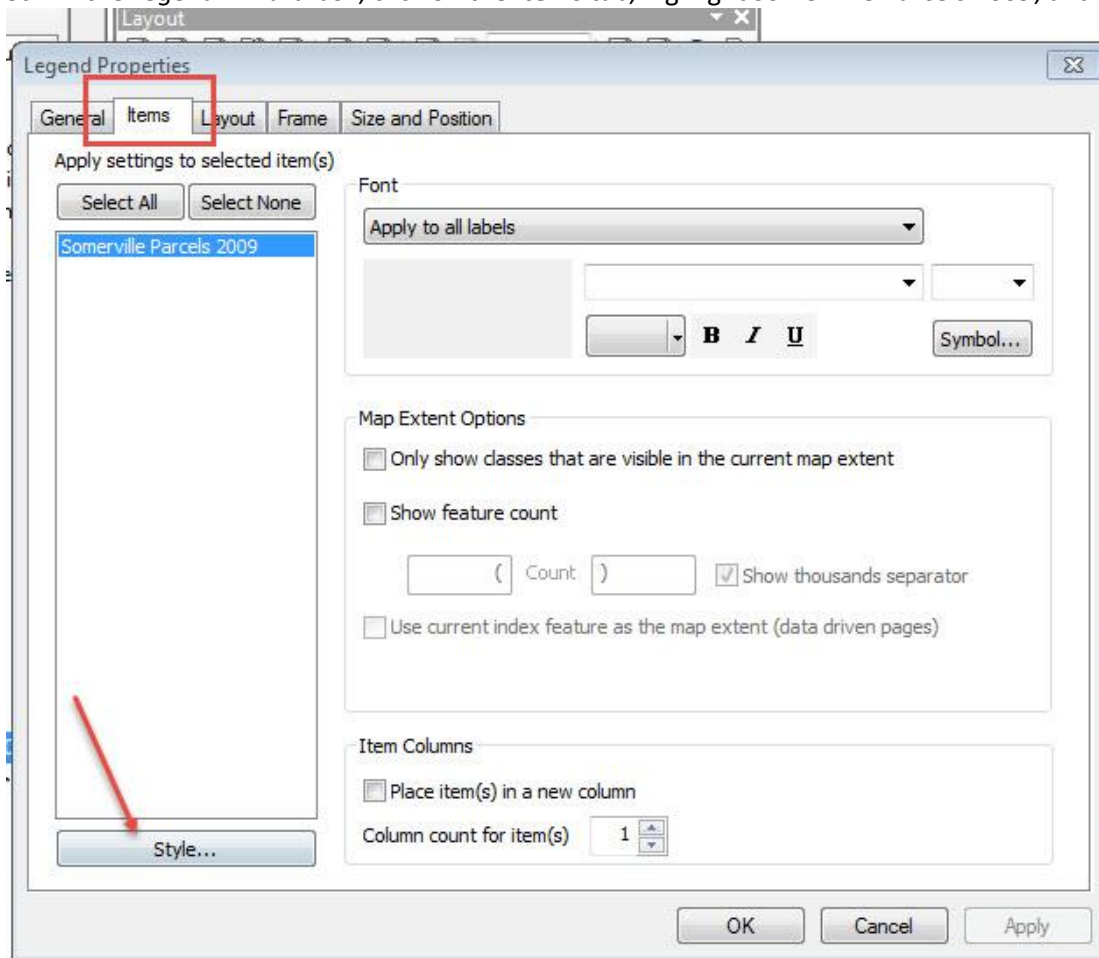 Layout
Legend Properties
General Items Layout Frame Size and Position
Apply settings to selected item(s)
Select All Select None
Somerville Parcels 2009
Style...
Font
Apply to all labels
B I U Symbol...
Map Extent Options
Only show classes that are visible in the current map extent
Show feature count
( Count ) Show thousands separator
Use current index feature as the map extent (data driven pages)
Item Columns
Place item(s) in a new column
Column count for item(s) 1
OK Cancel Apply